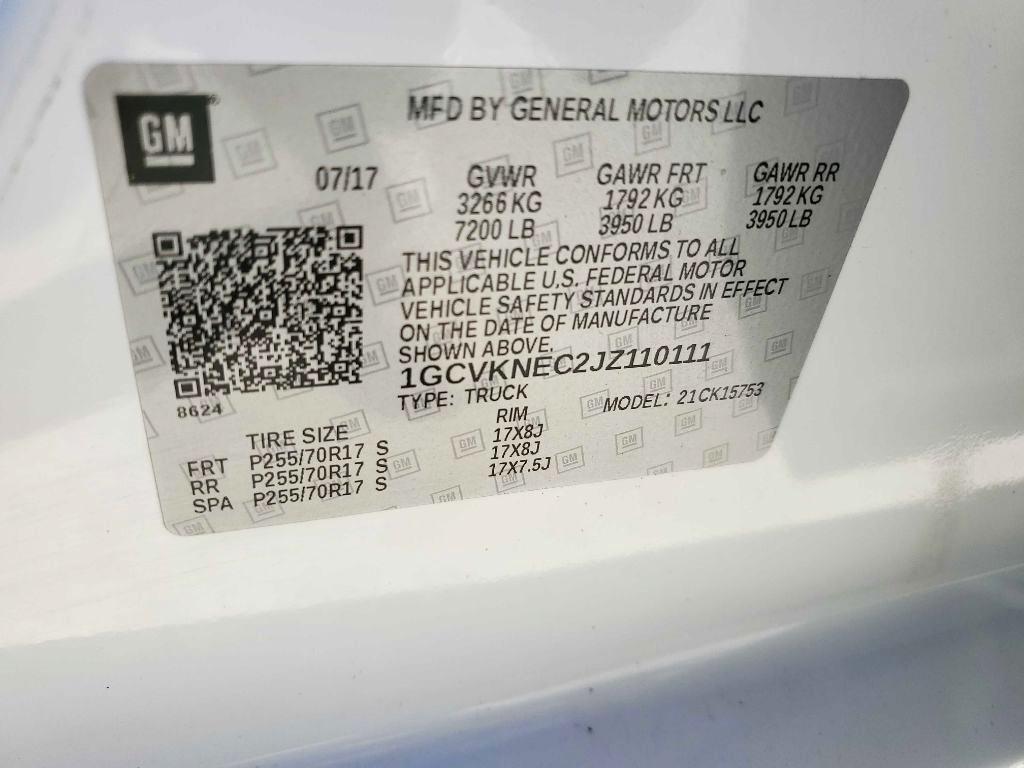 GM
MFD BY GENERAL MOTORS LLC
07/17 GVWR GAWR FRT GAWR RR
3266 KG 1792 KG 1792 KG
7200 LB 3950 LB 3950 LB
THIS VEHICLE CONFORMS TO ALL
APPLICABLE U.S. FEDERAL MOTOR
VEHICLE SAFETY STANDARDS IN EFFECT
ON THE DATE OF MANUFACTURE
SHOWN ABOVE.
1GCVKNEC2JZ110111
TYPE: TRUCK MODEL: 21CK15753
8624
TIRE SIZE RIM
FRT P255/70R17 S 17X8J
RR P255/70R17 S 17X8J
SPA P255/70R17 S 17X7.5J